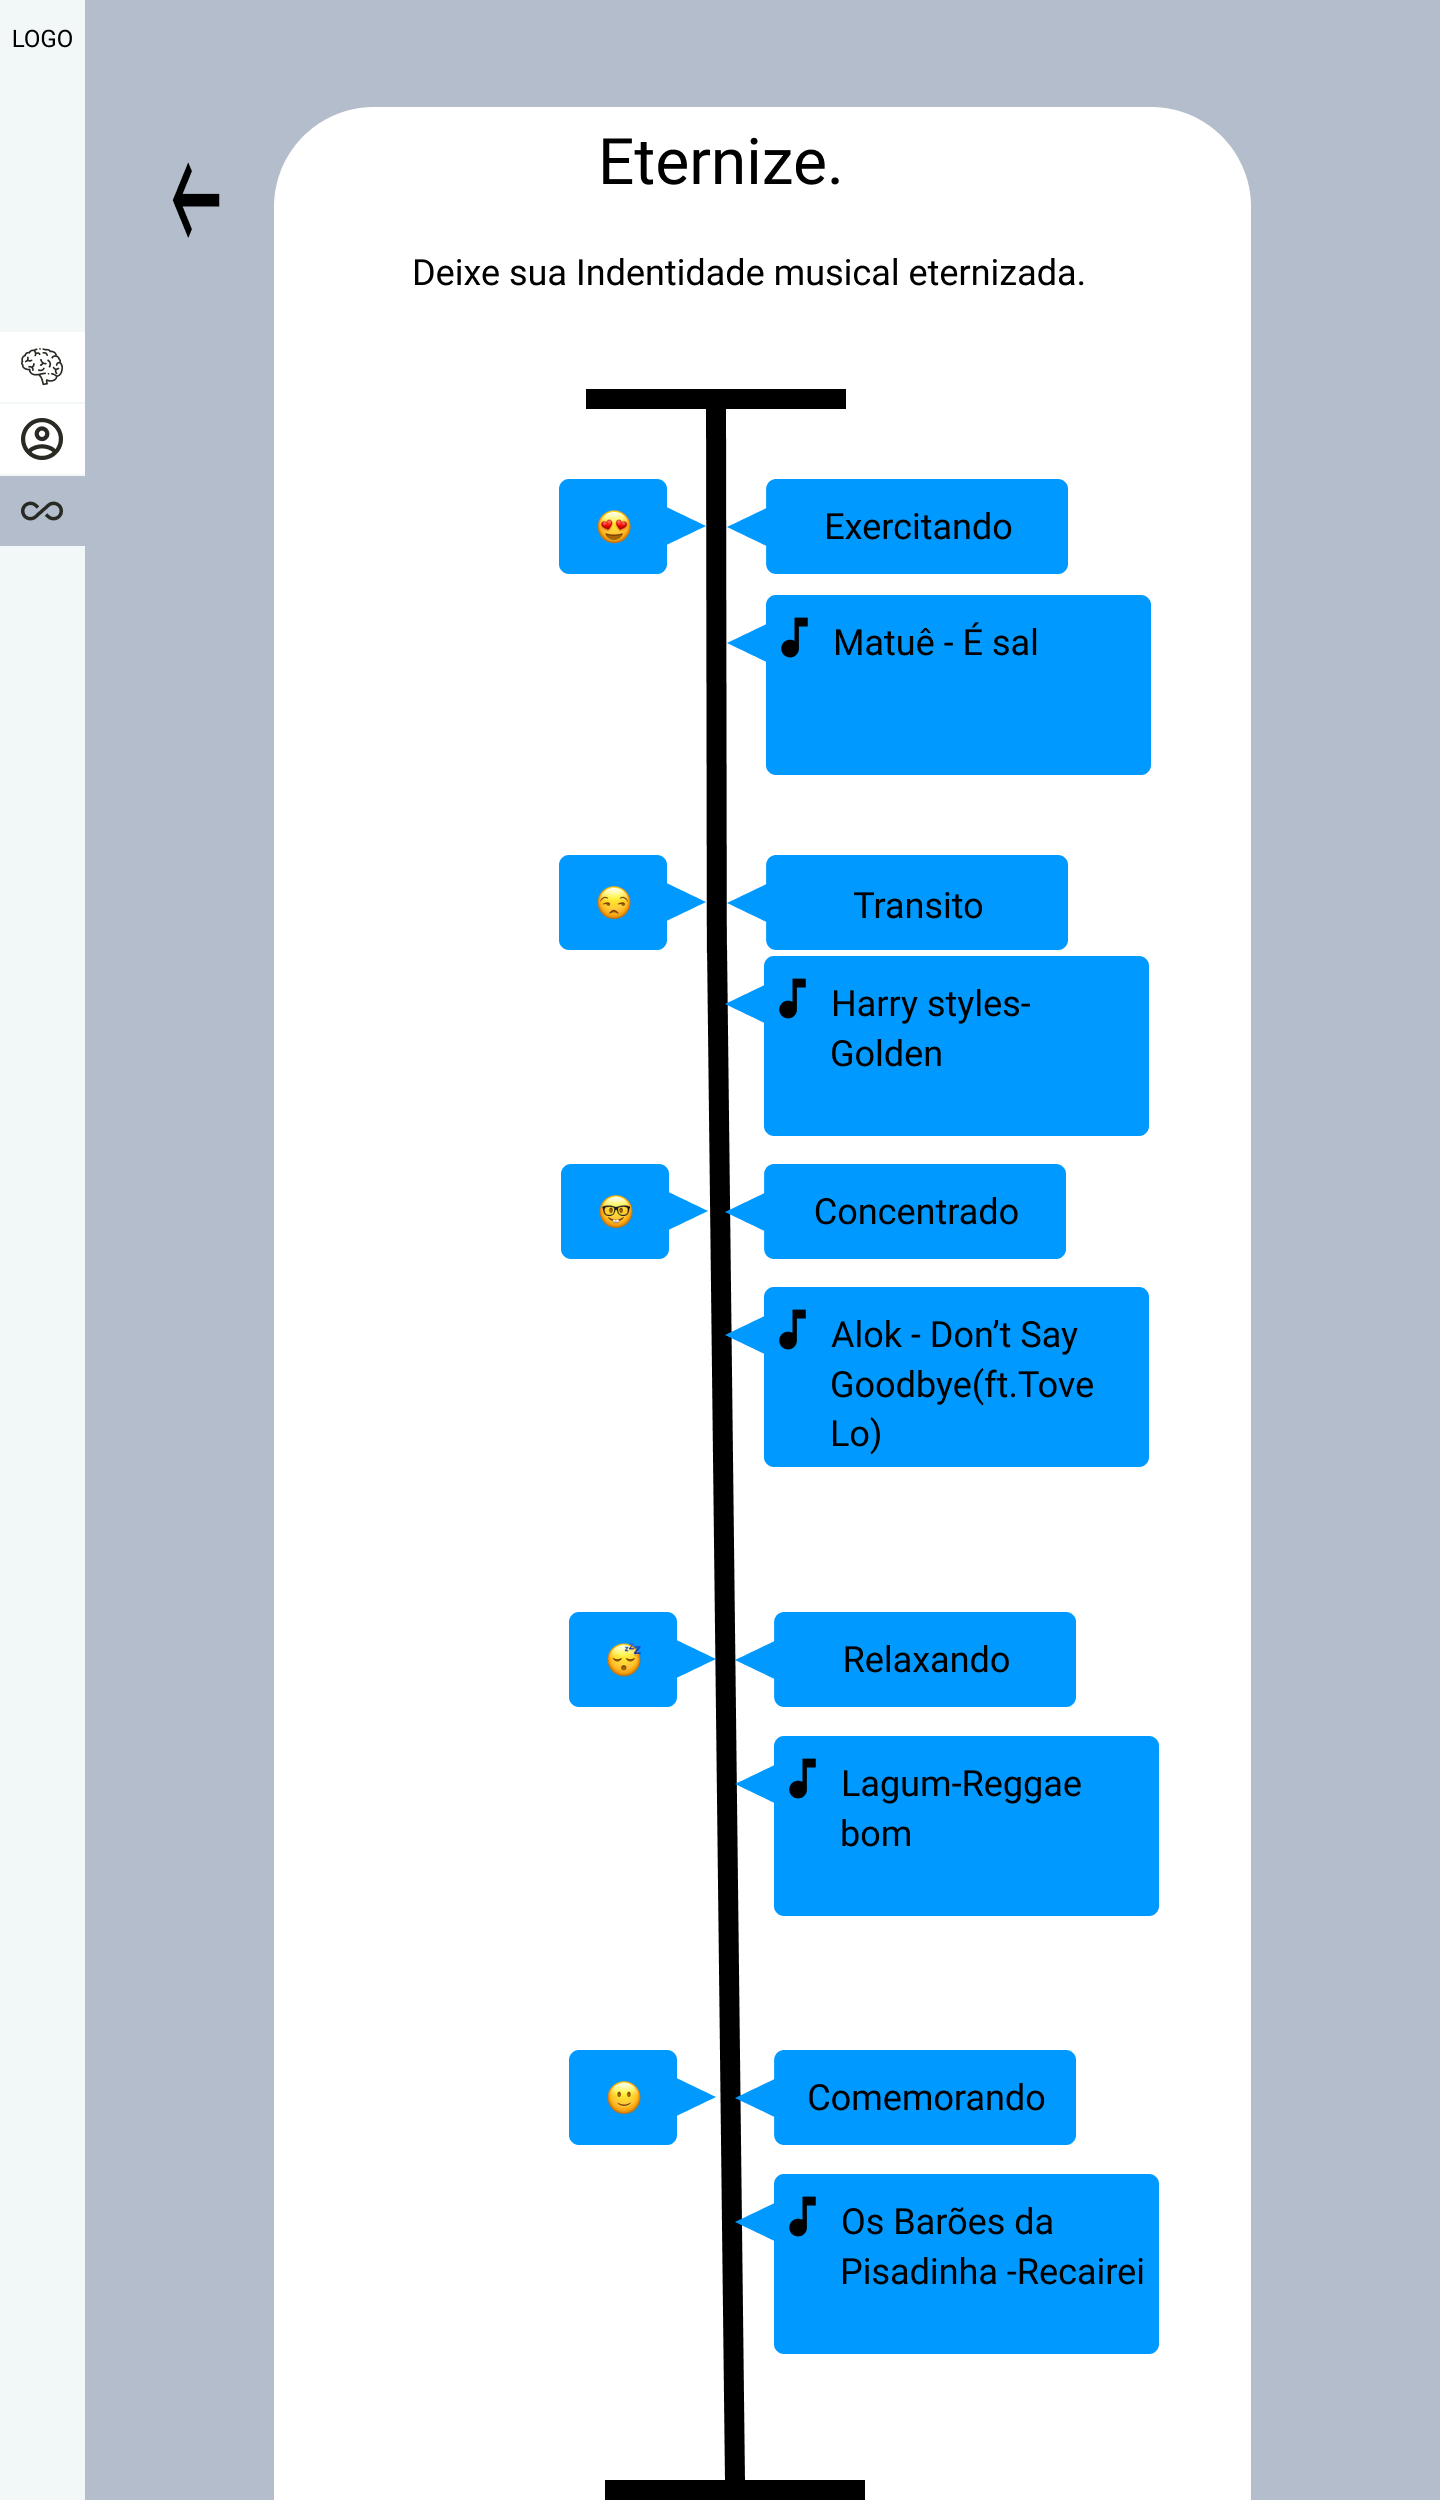 LOGO
Eternize.
Deixe sua Indentidade musical eternizada.
Exercitando
Matuê - É sal
Transito
Harry styles-
Golden
Concentrado
Alok - Don’t Say
Goodbye(ft.Tove
Lo)
Relaxando
Lagum-Reggae
bom
Comemorando
Os Barões da
Pisadinha -Recairei